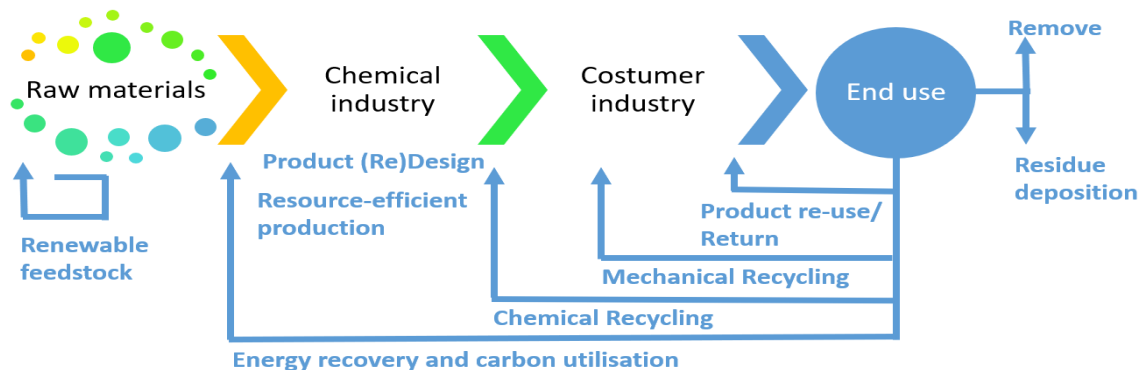 Remove
Raw materials
Chemical
industry
Costumer
industry
End use
Product (Re)Design
Resource-efficient
production
Residue
deposition
Renewable
feedstock
Product re-use/
Return
Mechanical Recycling
Chemical Recycling
Energy recovery and carbon utilisation